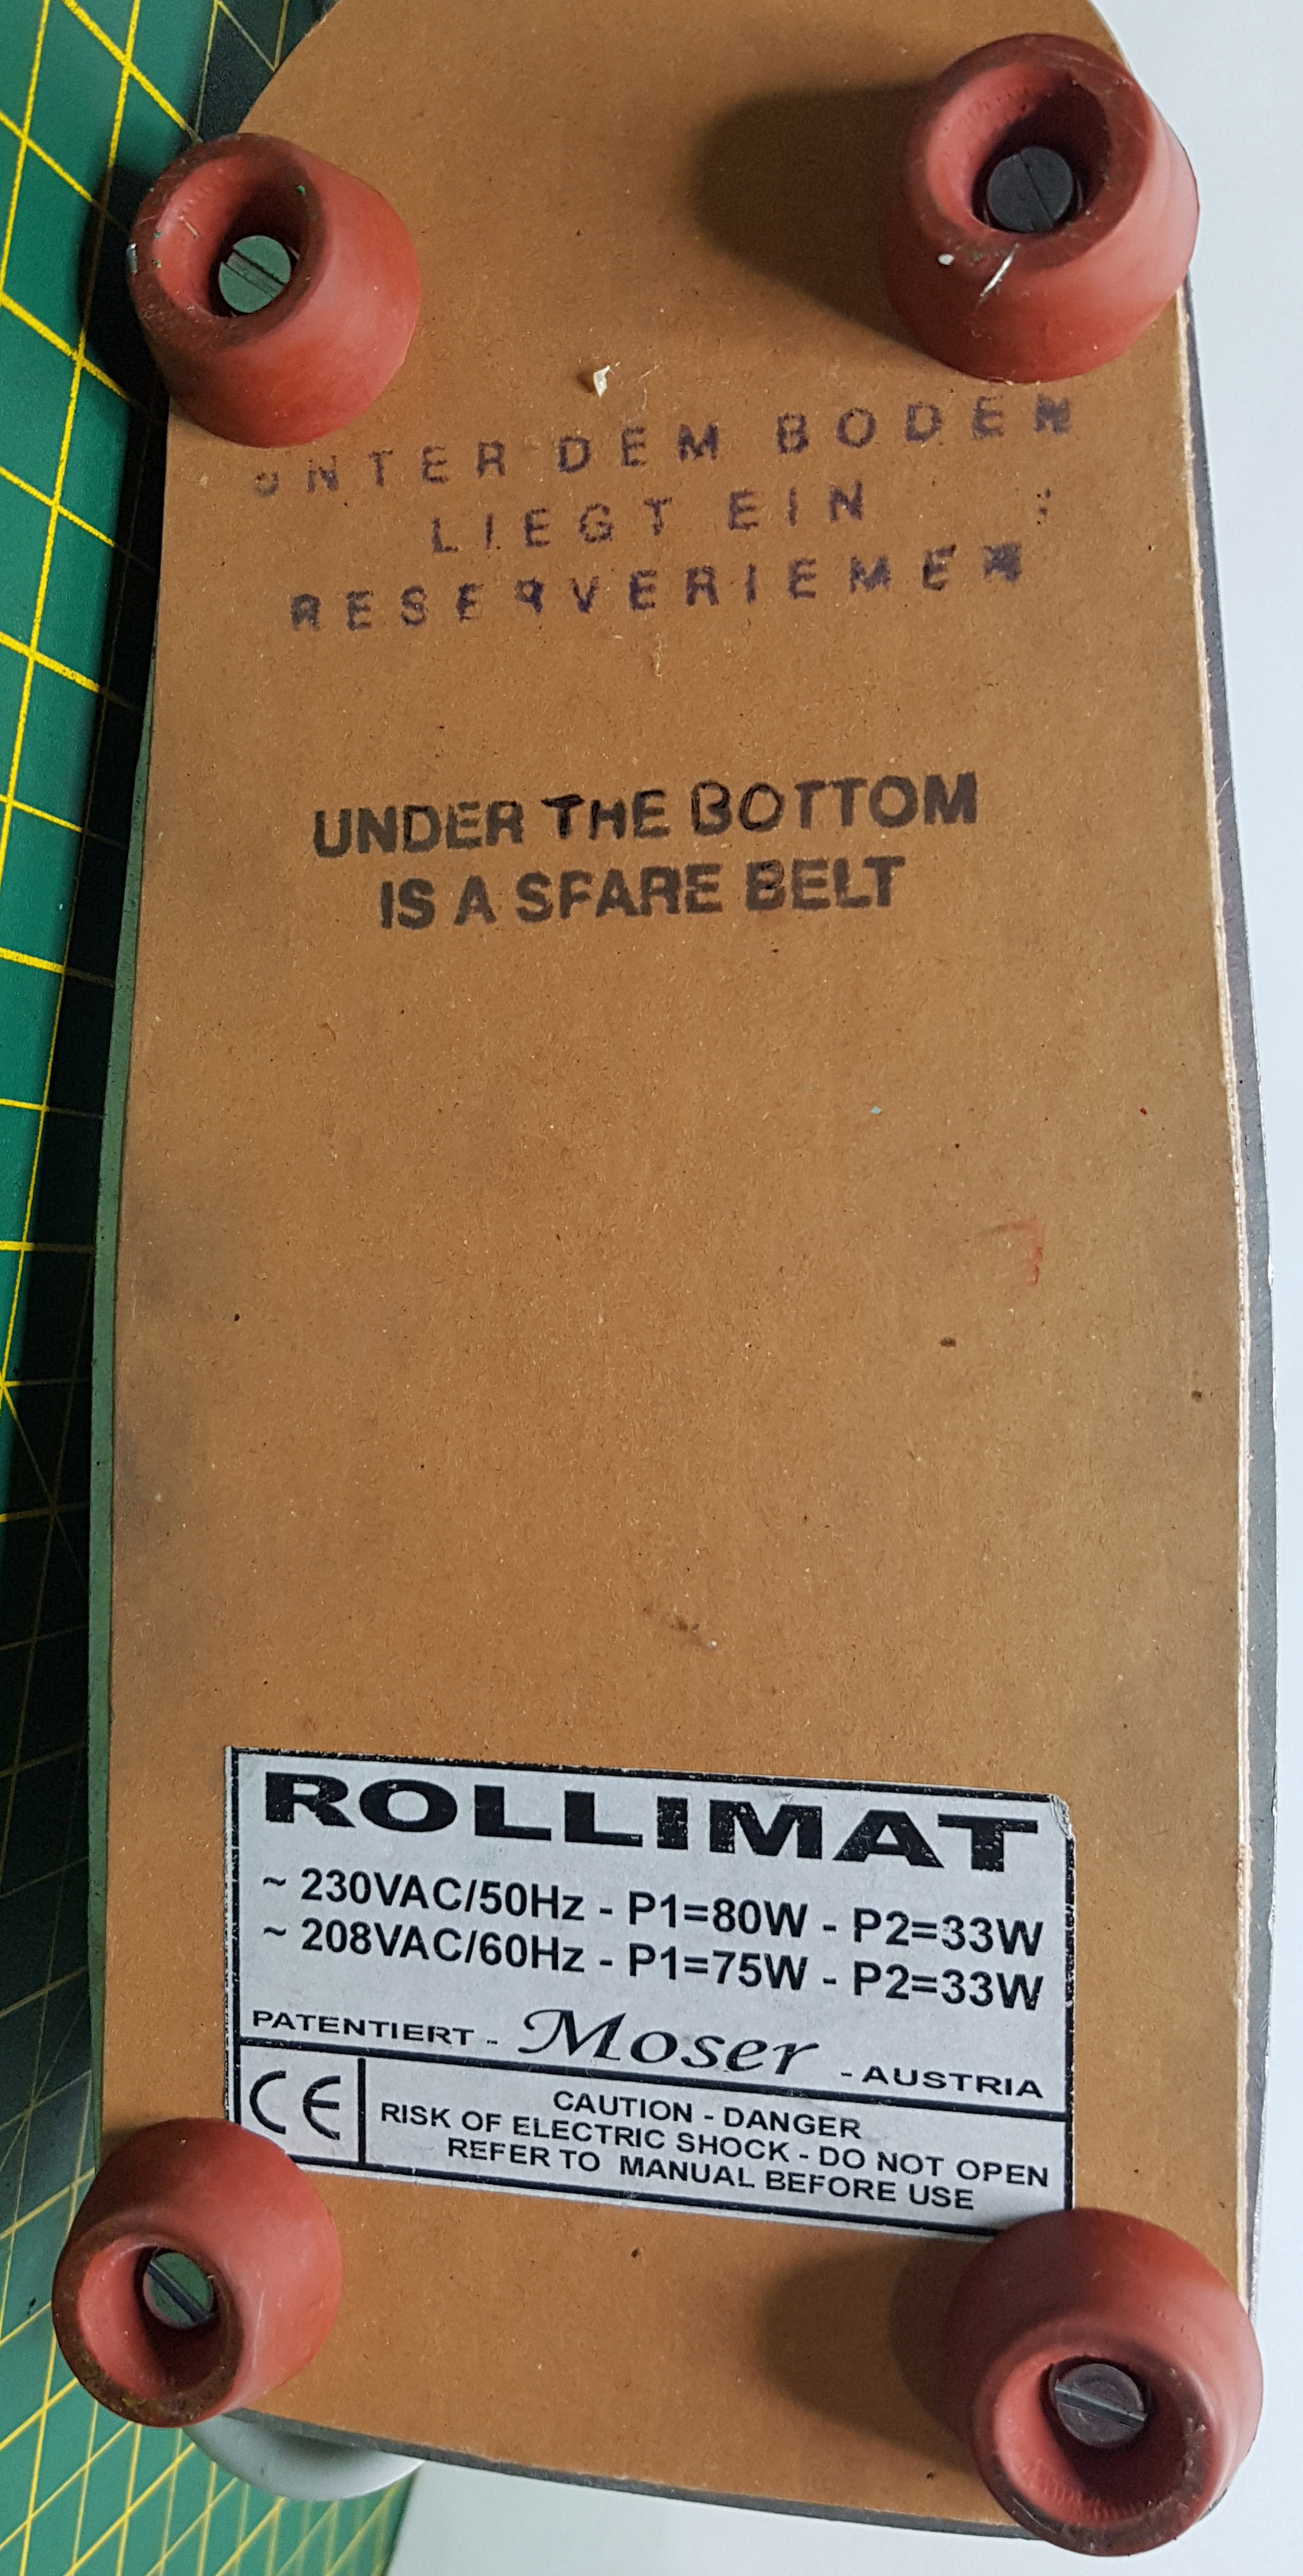 UNTER DEM BODEN
LIEGT EIN
RESERVERIEMEN
UNDER THE BOTTOM
IS A SPARE BELT
ROLLIMAT
~ 230VAC/50Hz - P1=80W - P2=33W
~ 208VAC/60Hz - P1=75W - P2=33W
PATENTIERT - Moser - AUSTRIA
CE
CAUTION - DANGER
RISK OF ELECTRIC SHOCK - DO NOT OPEN
REFER TO MANUAL BEFORE USE